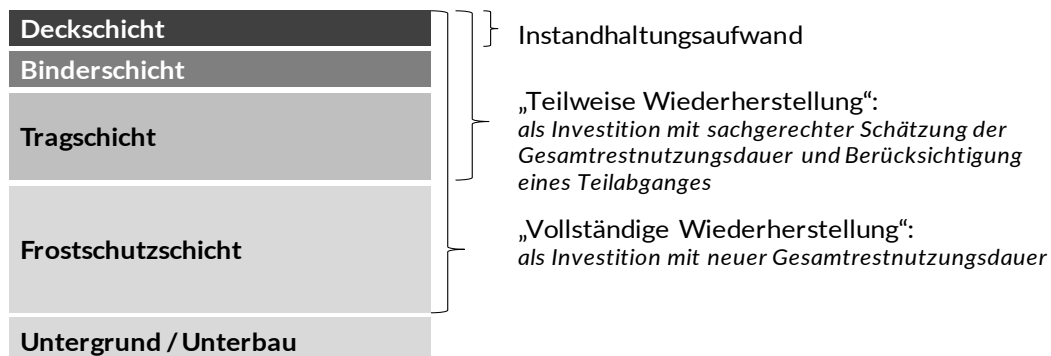 Deckschicht
Instandhaltungsaufwand
Binderschicht
„Teilweise Wiederherstellung“:
als Investition mit sachgerechter Schätzung der
Gesamtrestnutzungsdauer und Berücksichtigung
eines Teilabganges
Tragschicht
„Vollständige Wiederherstellung“:
als Investition mit neuer Gesamtrestnutzungsdauer
Frostschutzschicht
Untergrund / Unterbau